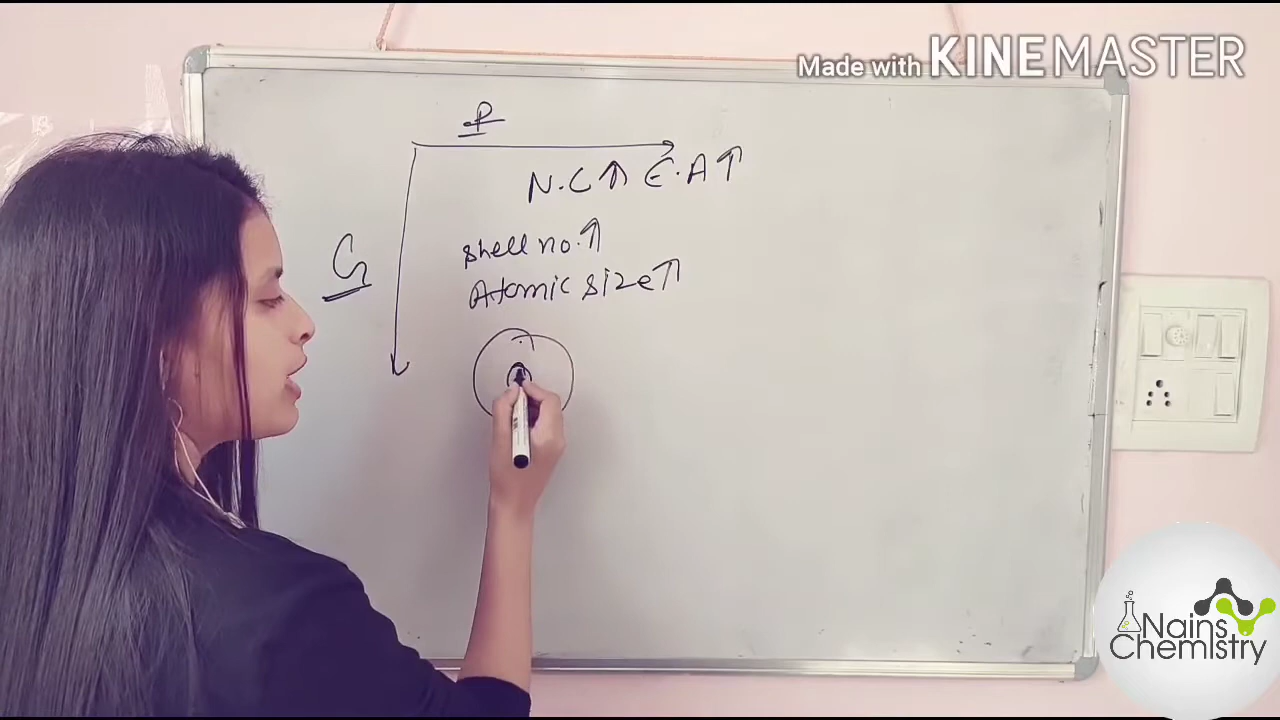 Made with KINEMASTER
P
N.C↑ E.A↑
G
shell no.↑
Atomic size↑
Nains
Chemistry